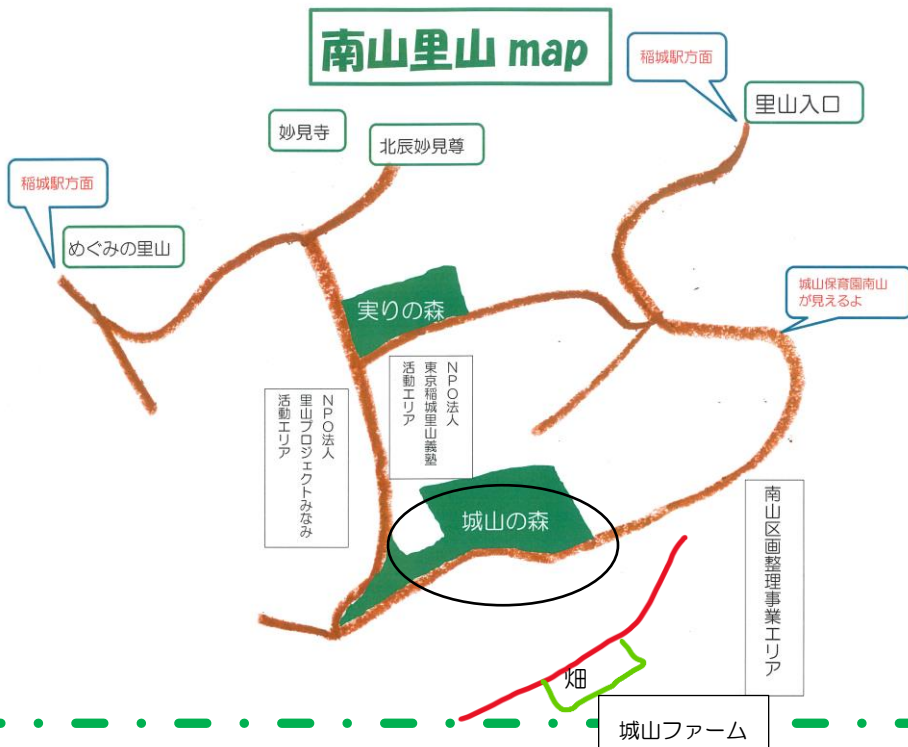 南山里山 map
稲城駅方面
里山入口
妙見寺
北辰妙見尊
稲城駅方面
めぐみの里山
城山保育園南山
が見えるよ
実りの森
NPO法人
東京稲城里山義塾
活動エリア
NPO法人
里山プロジェクトみなみ
活動エリア
城山の森
南山区画整理事業エリア
畑
城山ファーム